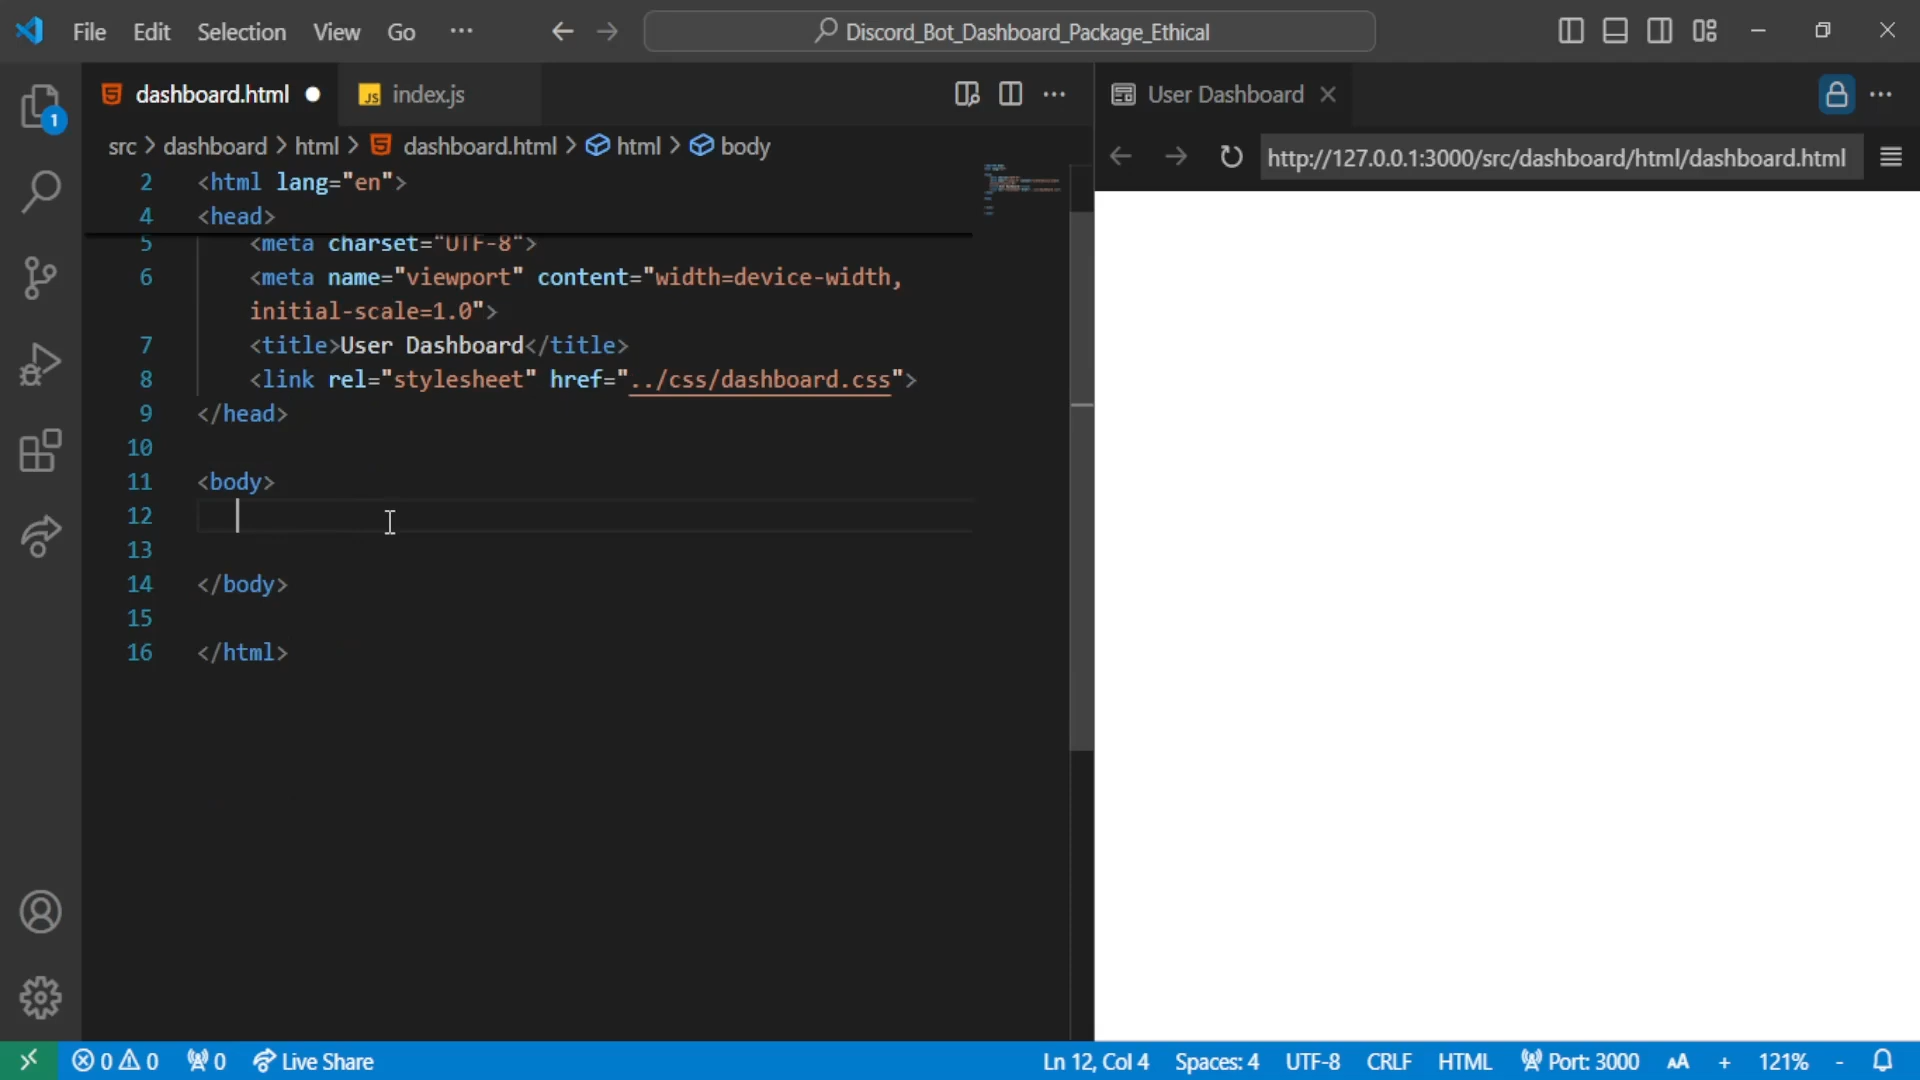 File Edit Selection View Go ··· Discord_Bot_Dashboard_Package_Ethical
dashboard.html index.js User Dashboard
src > dashboard > html > dashboard.html > html > body
http://127.0.0.1:3000/src/dashboard/html/dashboard.html
2 <html lang="en">
4 <head>
5 <meta charset="UTF-8">
6 <meta name="viewport" content="width=device-width,
initial-scale=1.0">
7 <title>User Dashboard</title>
8 <link rel="stylesheet" href="../css/dashboard.css">
9 </head>
10
11 <body>
12
13
14 </body>
15
16 </html>
1
JS
0 0 0 Live Share Ln 12, Col 4 Spaces: 4 UTF-8 CRLF HTML Port: 3000 AA + 121% -